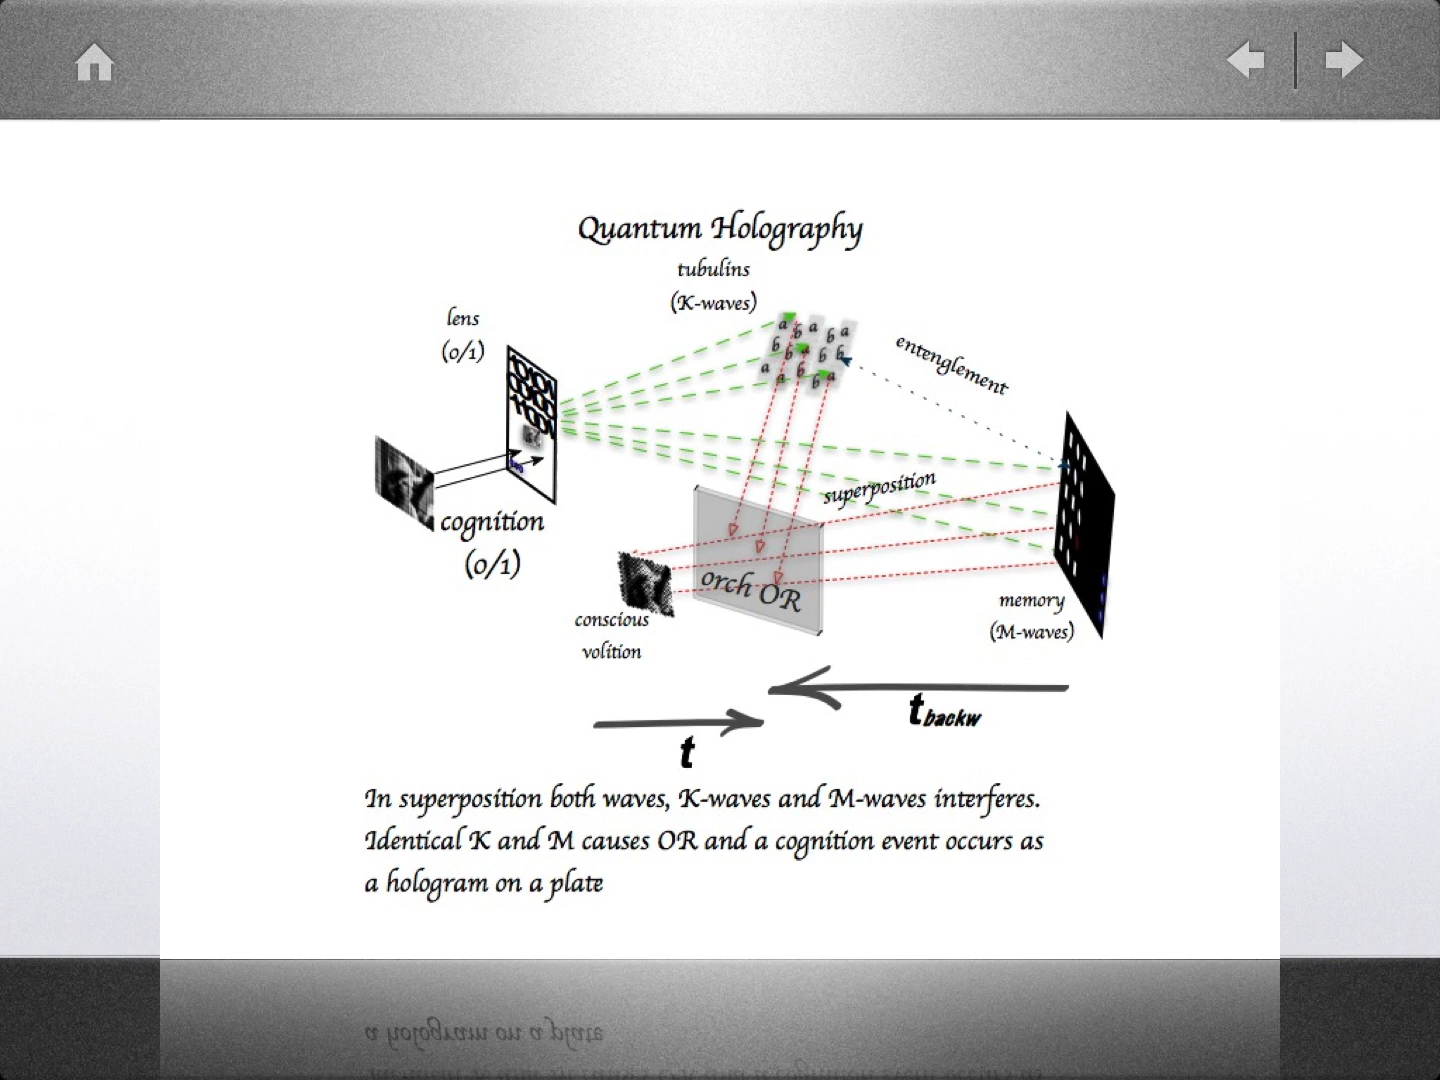 Quantum Holography
tubulins
(K-waves)
lens
(0/1)
a b a b a
b b a b b
a a b b a
entenglement
superposition
cognition
(0/1)
orch OR
conscious
volition
memory
(M-waves)
t backw
t
In superposition both waves, K-waves and M-waves interferes.
Identical K and M causes OR and a cognition event occurs as
a hologram on a plate